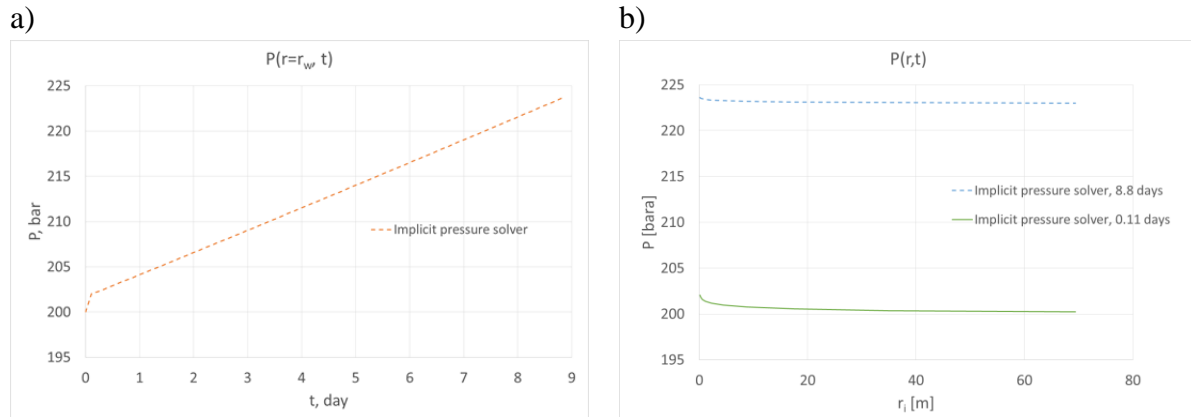 a)
P(r=rw, t)
225
220
215
210
205
200
195
P, bar
0 1 2 3 4 5 6 7 8 9
t, day
Implicit pressure solver
b)
P(r,t)
225
220
215
210
205
200
195
P [bara]
0 20 40 60 80
ri [m]
Implicit pressure solver, 8.8 days
Implicit pressure solver, 0.11 days